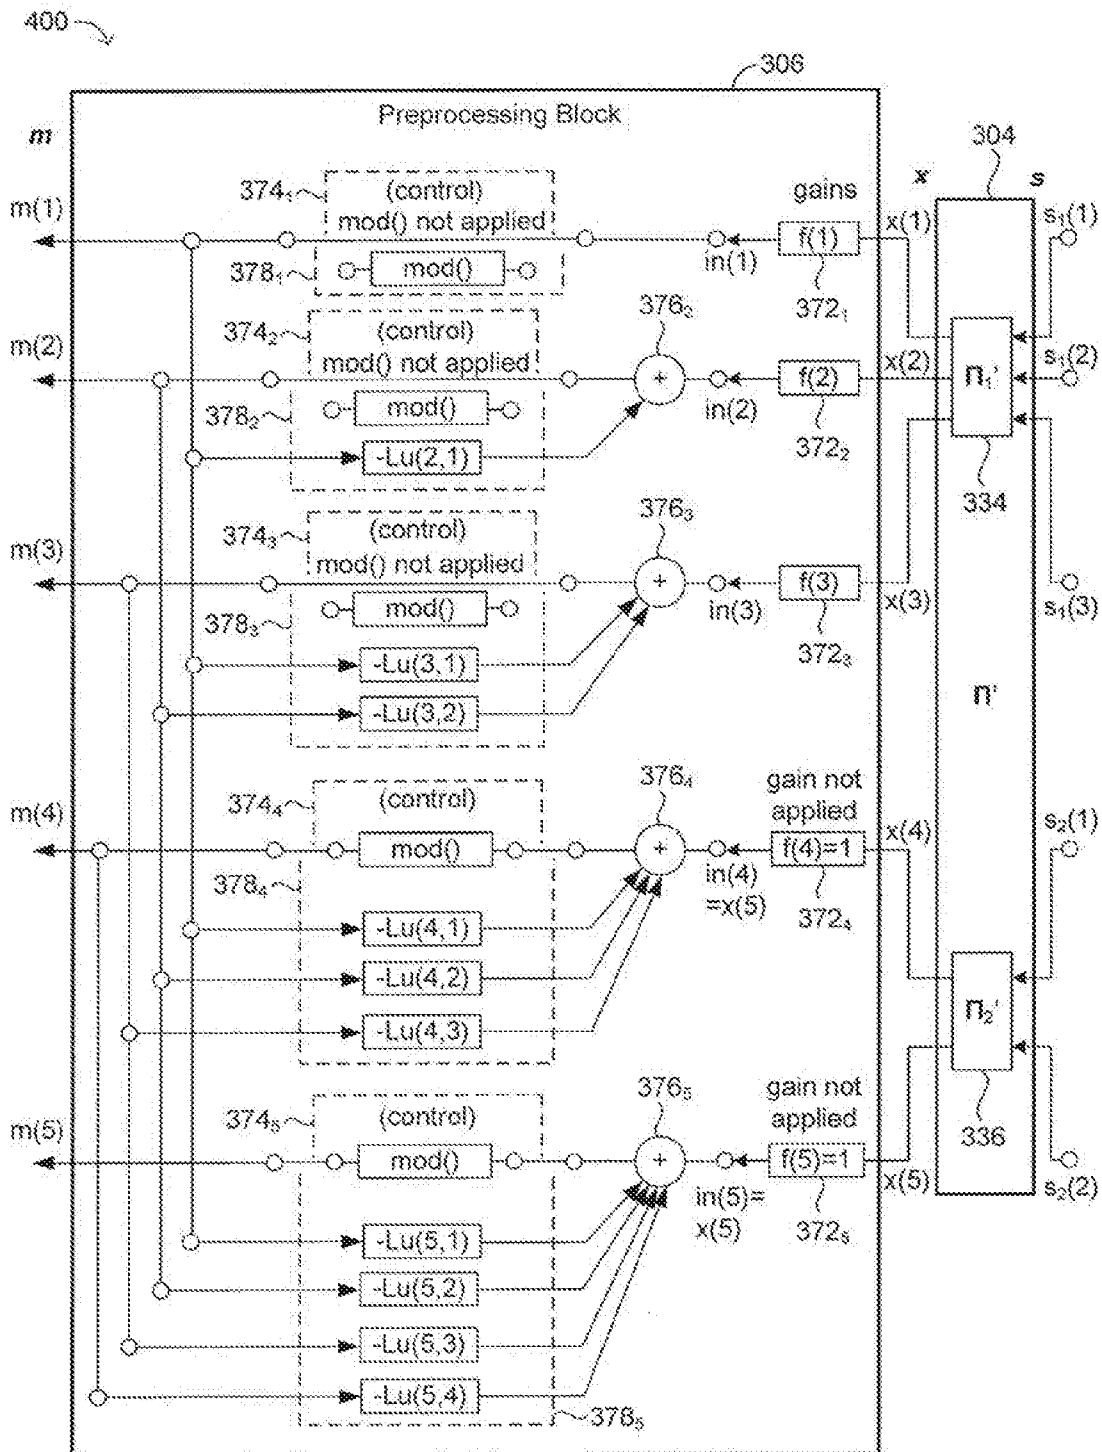 400
306
Preprocessing Block
m
304
x
s
374₁
(control)
mod() not applied
gains
m(1)
378₁
mod()
in(1)
f(1)
372₁
x(1)
s₁(1)
374₂
(control)
mod() not applied
376₂
m(2)
+
378₂
mod()
-Lu(2,1)
in(2)
f(2)
372₂
x(2)
Π₁'
334
s₁(2)
374₃
(control)
mod() not applied
376₃
m(3)
+
378₃
mod()
-Lu(3,1)
-Lu(3,2)
in(3)
f(3)
372₃
x(3)
s₁(3)
Π'
374₄
(control)
376₄
gain not
applied
m(4)
mod()
+
378₄
in(4)
=x(5)
f(4)=1
372₄
x(4)
s₂(1)
-Lu(4,1)
-Lu(4,2)
-Lu(4,3)
Π₂'
336
374₅
(control)
376₅
gain not
applied
m(5)
mod()
+
in(5)=
x(5)
f(5)=1
372₅
x(5)
s₂(2)
-Lu(5,1)
-Lu(5,2)
-Lu(5,3)
-Lu(5,4)
378₅